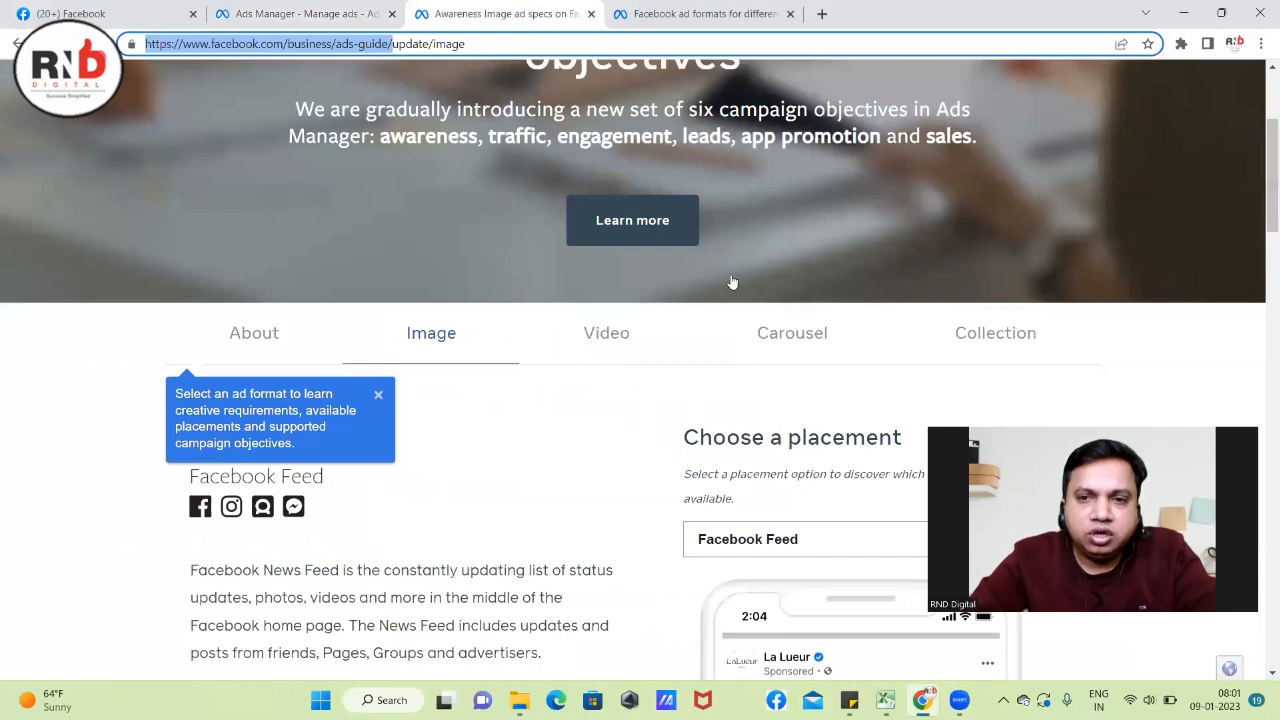 (20+) Facebook
Ads Manager - Manage ads - Ad
Awareness Image ad specs on Fa
Facebook ad formats for differen
https://www.facebook.com/business/ads-guide/update/image
RND
DIGITAL
Success Simplified
objectives
We are gradually introducing a new set of six campaign objectives in Ads
Manager: awareness, traffic, engagement, leads, app promotion and sales.
Learn more
About
Image
Video
Carousel
Collection
Select an ad format to learn
creative requirements, available
placements and supported
campaign objectives.
Facebook Feed
Facebook News Feed is the constantly updating list of status
updates, photos, videos and more in the middle of the
Facebook home page. The News Feed includes updates and
posts from friends, Pages, Groups and advertisers.
Choose a placement
Select a placement option to discover which
available.
Facebook Feed
2:04
LaLueur
La Lueur
Sponsored
RND Digital
64°F
Sunny
Search
ENG
IN
08:01
09-01-2023
19